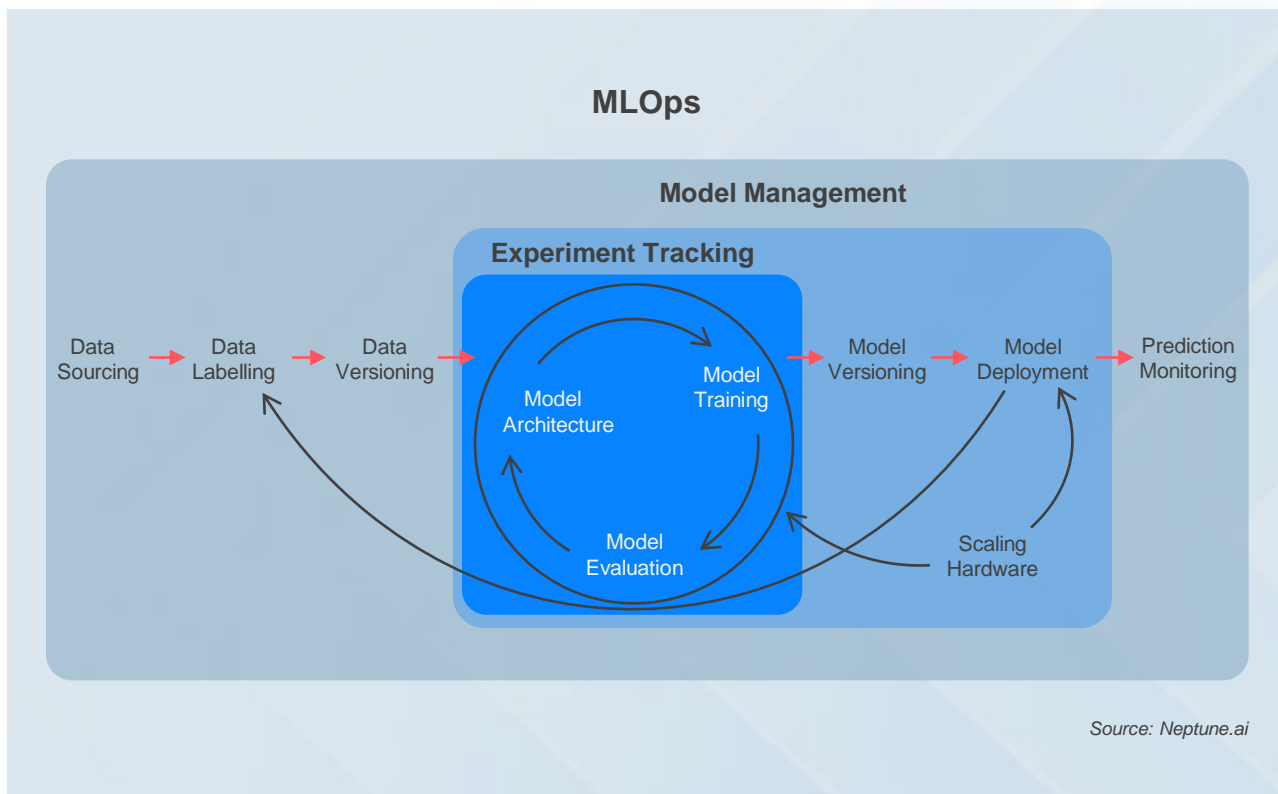 MLOps
Model Management
Experiment Tracking
Data
Sourcing
Data
Labelling
Data
Versioning
Model
Architecture
Model
Training
Model
Evaluation
Model
Versioning
Model
Deployment
Prediction
Monitoring
Scaling
Hardware
Source: Neptune.ai